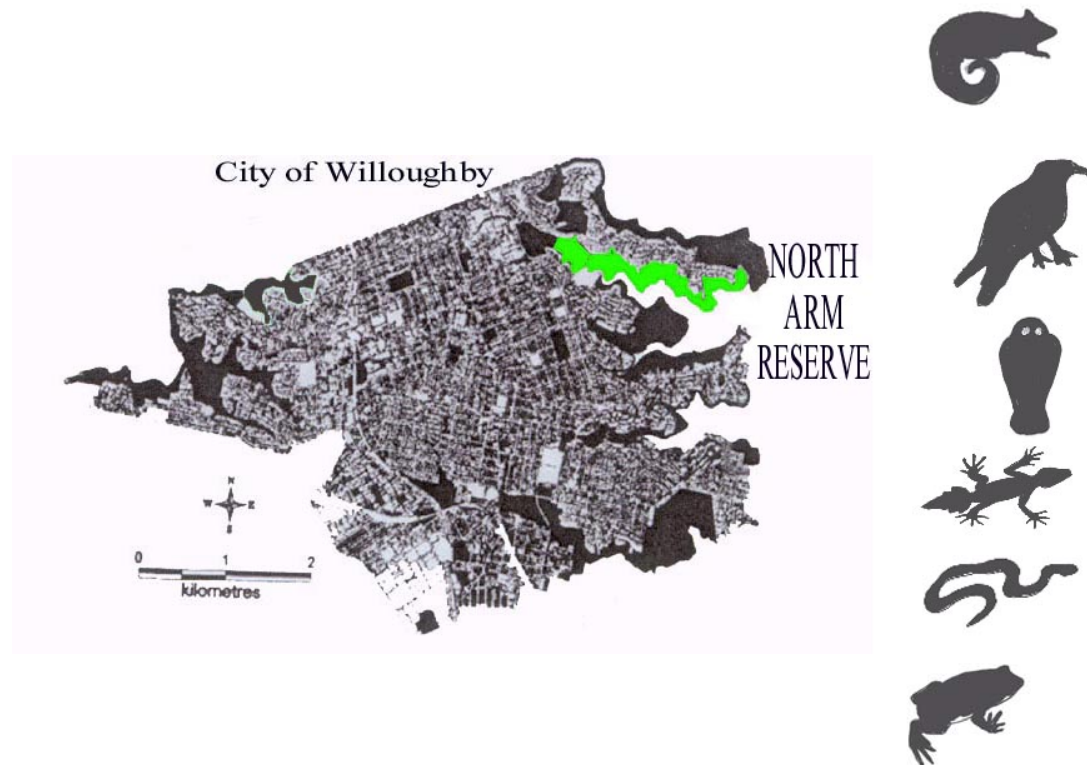 City of Willoughby
NORTH
ARM
RESERVE
N
W E
S
0 1 2
kilometres